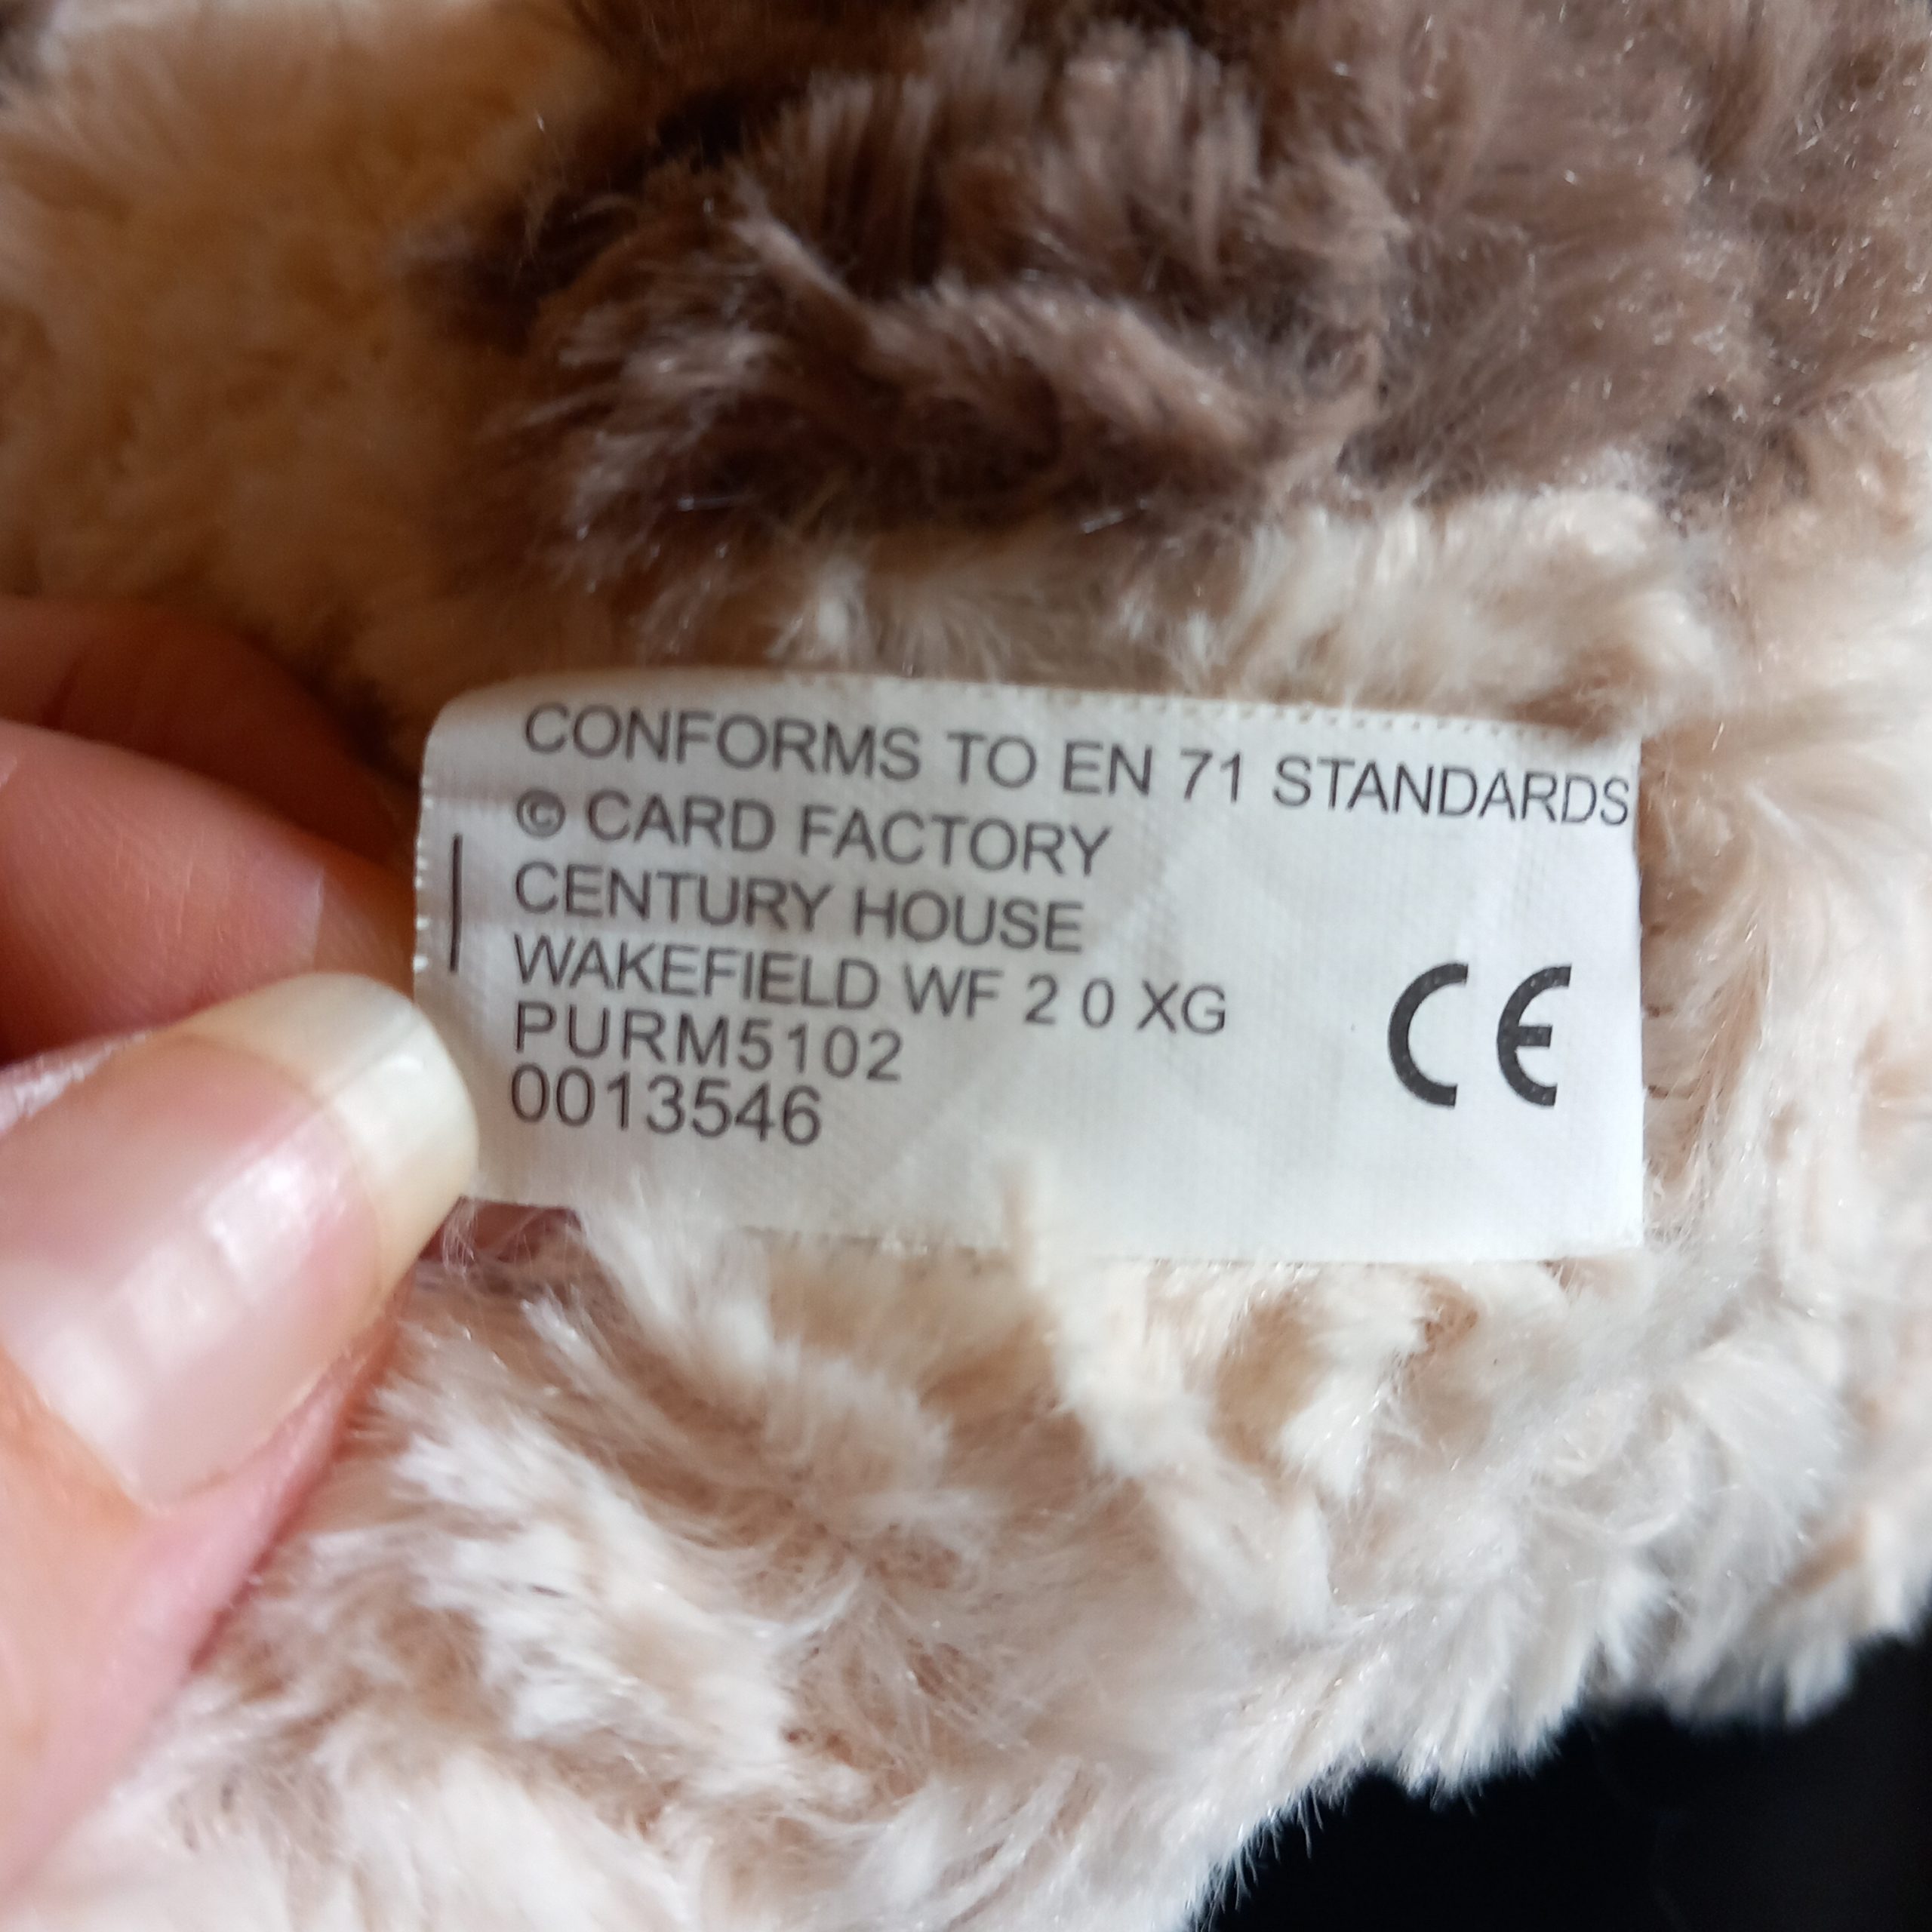 CONFORMS TO EN 71 STANDARDS
© CARD FACTORY
CENTURY HOUSE
WAKEFIELD WF 2 0 XG
PURM5102
0013546
CE